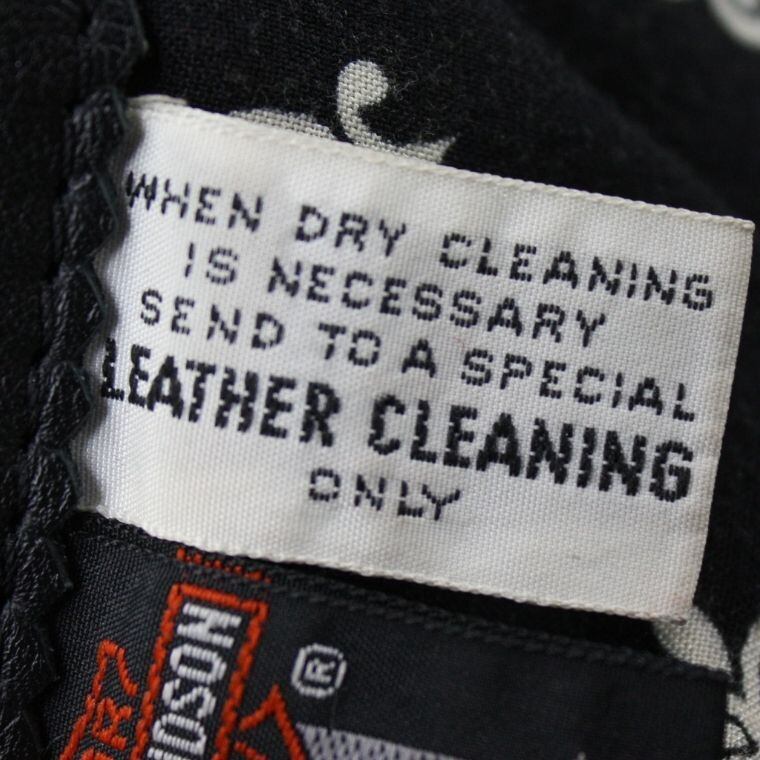 WHEN DRY CLEANING
IS NECESSARY
SEND TO A SPECIAL
LEATHER CLEANING
ONLY
®